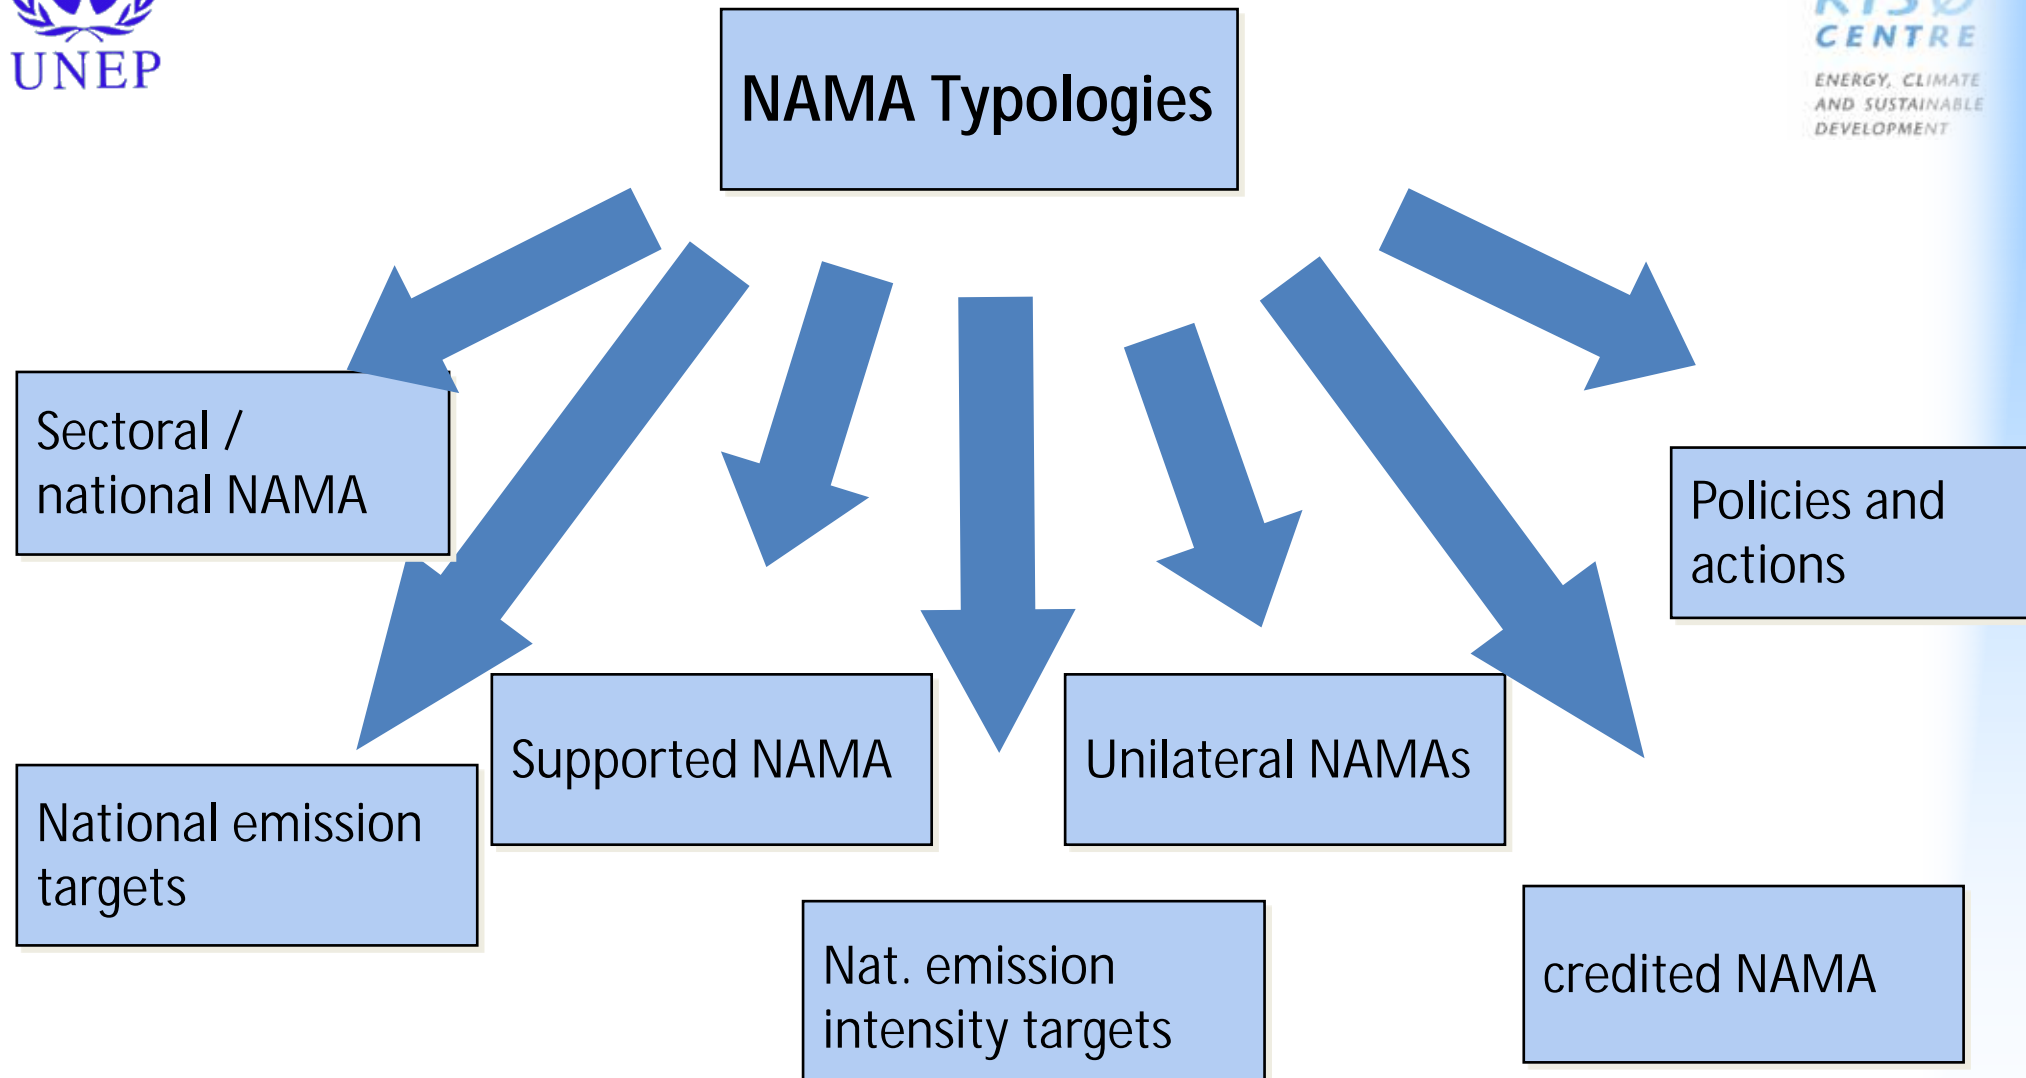 UNEP
CENTRE
ENERGY, CLIMATE
AND SUSTAINABLE
DEVELOPMENT
NAMA Typologies
Sectoral /
national NAMA
Policies and
actions
Supported NAMA
Unilateral NAMAs
National emission
targets
Nat. emission
intensity targets
credited NAMA